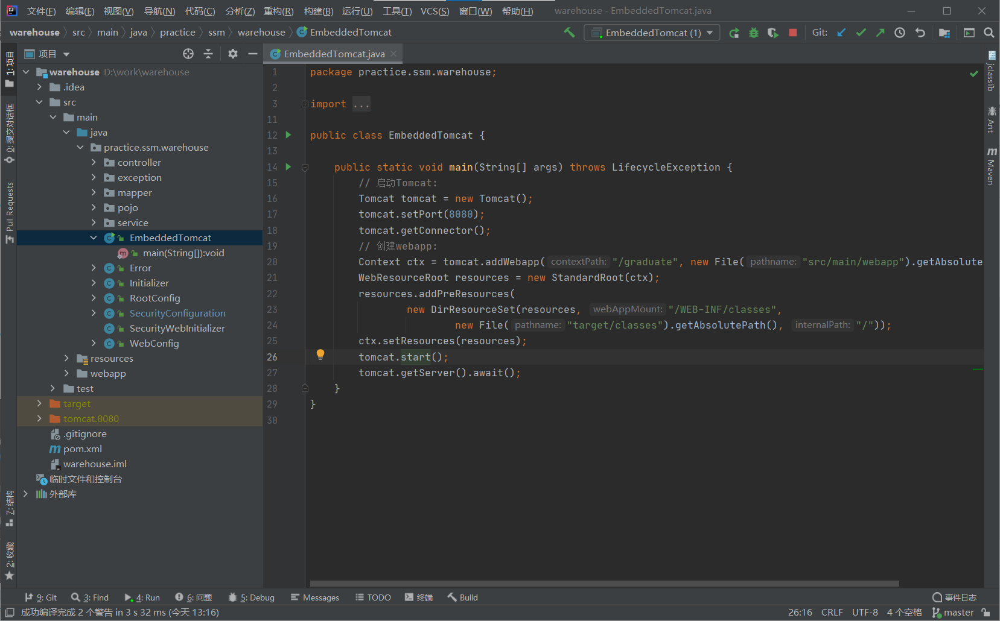 文件(F) 编辑(E) 视图(V) 导航(N) 代码(C) 分析(Z) 重构(R) 构建(B) 运行(U) 工具(T) VCS(S) 窗口(W) 帮助(H) warehouse - EmbeddedTomcat.java
warehouse src main java practice ssm warehouse EmbeddedTomcat EmbeddedTomcat (1) Git:
1: 项目
0: 提交对话框
Pull Requests
Z: 结构
2: 收藏
项目
warehouse D:\work\warehouse
.idea
src
main
java
practice.ssm.warehouse
controller
exception
mapper
pojo
service
EmbeddedTomcat
main(String[]):void
Error
Initializer
RootConfig
SecurityConfiguration
SecurityWebInitializer
WebConfig
resources
webapp
test
target
tomcat.8080
.gitignore
pom.xml
warehouse.iml
临时文件和控制台
外部库
EmbeddedTomcat.java
1 package practice.ssm.warehouse;
2
3 import ...
11
12 public class EmbeddedTomcat {
13
14 public static void main(String[] args) throws LifecycleException {
15 // 启动Tomcat:
16 Tomcat tomcat = new Tomcat();
17 tomcat.setPort(8080);
18 tomcat.getConnector();
19 // 创建webapp:
20 Context ctx = tomcat.addWebapp( contextPath: "/graduate", new File( pathname: "src/main/webapp").getAbsolute
21 WebResourceRoot resources = new StandardRoot(ctx);
22 resources.addPreResources(
23 new DirResourceSet(resources, webAppMount: "/WEB-INF/classes",
24 new File( pathname: "target/classes").getAbsolutePath(), internalPath: "/"));
25 ctx.setResources(resources);
26 tomcat.start();
27 tomcat.getServer().await();
28 }
29 }
30
jclasslib
Ant
Maven
9: Git 3: Find 4: Run 6: 问题 5: Debug Messages TODO 终端 Build 事件日志
成功编译完成 2 个警告 in 3 s 32 ms (今天 13:16) 26:16 CRLF UTF-8 4 个空格 master